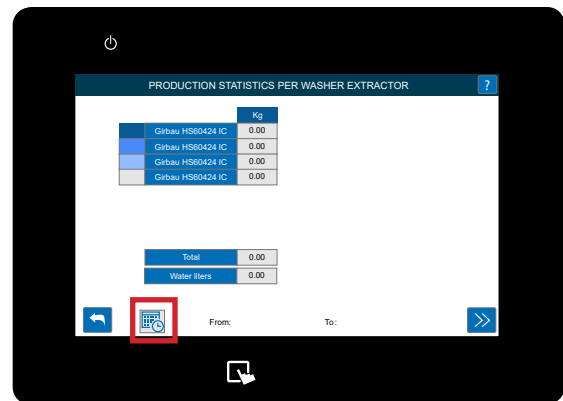 PRODUCTION STATISTICS PER WASHER EXTRACTOR ?
Kg
Girbau HS60424 IC 0.00
Girbau HS60424 IC 0.00
Girbau HS60424 IC 0.00
Girbau HS60424 IC 0.00
Total 0.00
Water liters 0.00
From: To: